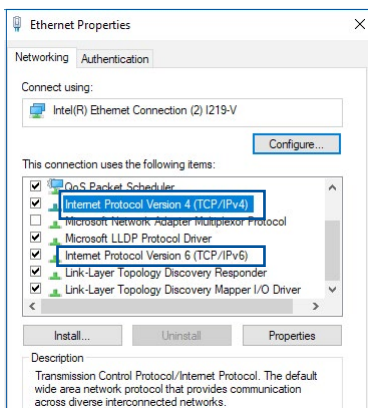 Ethernet Properties
Networking Authentication
Connect using:
Intel(R) Ethernet Connection (2) I219-V
Configure...
This connection uses the following items:
QoS Packet Scheduler
Internet Protocol Version 4 (TCP/IPv4)
Microsoft Network Adapter Multiplexor Protocol
Microsoft LLDP Protocol Driver
Internet Protocol Version 6 (TCP/IPv6)
Link-Layer Topology Discovery Responder
Link-Layer Topology Discovery Mapper I/O Driver
Install... Uninstall Properties
Description
Transmission Control Protocol/Internet Protocol. The default
wide area network protocol that provides communication
across diverse interconnected networks.